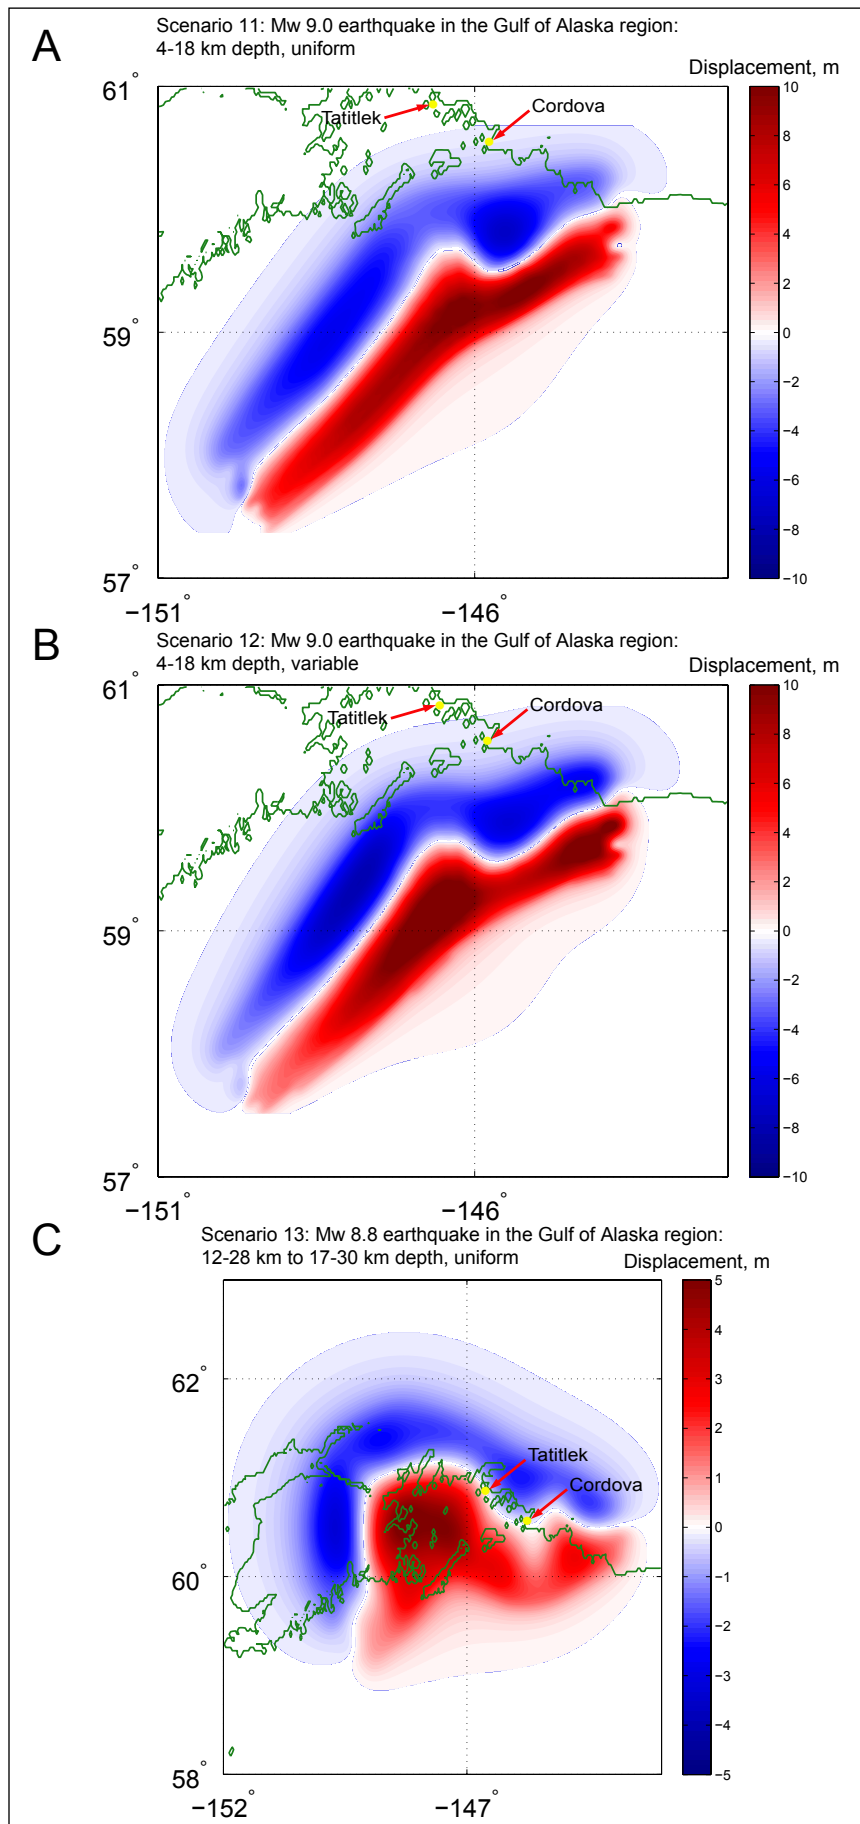 A
Scenario 11: Mw 9.0 earthquake in the Gulf of Alaska region:
4-18 km depth, uniform
Displacement, m
61°
59°
57°
−151°
−146°
Tatitlek
Cordova
10
8
6
4
2
0
−2
−4
−6
−8
−10
B
Scenario 12: Mw 9.0 earthquake in the Gulf of Alaska region:
4-18 km depth, variable
Displacement, m
61°
59°
57°
−151°
−146°
Tatitlek
Cordova
10
8
6
4
2
0
−2
−4
−6
−8
−10
C
Scenario 13: Mw 8.8 earthquake in the Gulf of Alaska region:
12-28 km to 17-30 km depth, uniform
Displacement, m
62°
60°
58°
−152°
−147°
Tatitlek
Cordova
5
4
3
2
1
0
−1
−2
−3
−4
−5